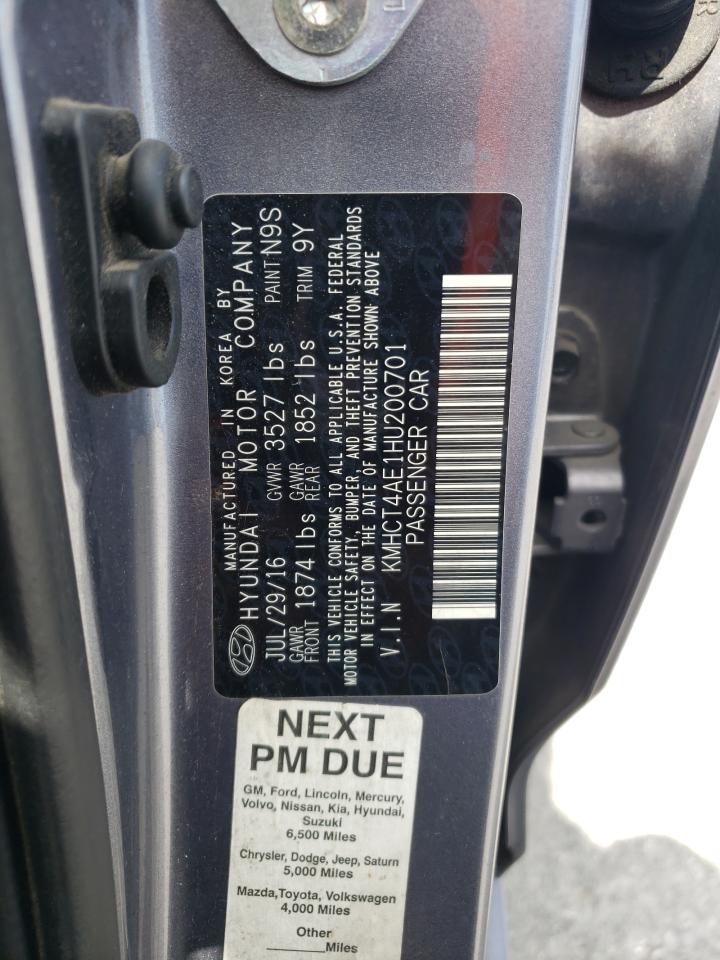 MANUFACTURED IN KOREA BY
HYUNDAI MOTOR COMPANY
JUL/29/16 GVWR 3527 lbs PAINT N9S
GAWR FRONT 1874 lbs GAWR REAR 1852 lbs TRIM 9Y
THIS VEHICLE CONFORMS TO ALL APPLICABLE U.S.A. FEDERAL
MOTOR VEHICLE SAFETY, BUMPER, AND THEFT PREVENTION STANDARDS
IN EFFECT ON THE DATE OF MANUFACTURE SHOWN ABOVE
V.I.N KMHCT4AE1HU200701
PASSENGER CAR
NEXT
PM DUE
GM, Ford, Lincoln, Mercury,
Volvo, Nissan, Kia, Hyundai,
Suzuki
6,500 Miles
Chrysler, Dodge, Jeep, Saturn
5,000 Miles
Mazda,Toyota, Volkswagen
4,000 Miles
Other
______Miles
RH